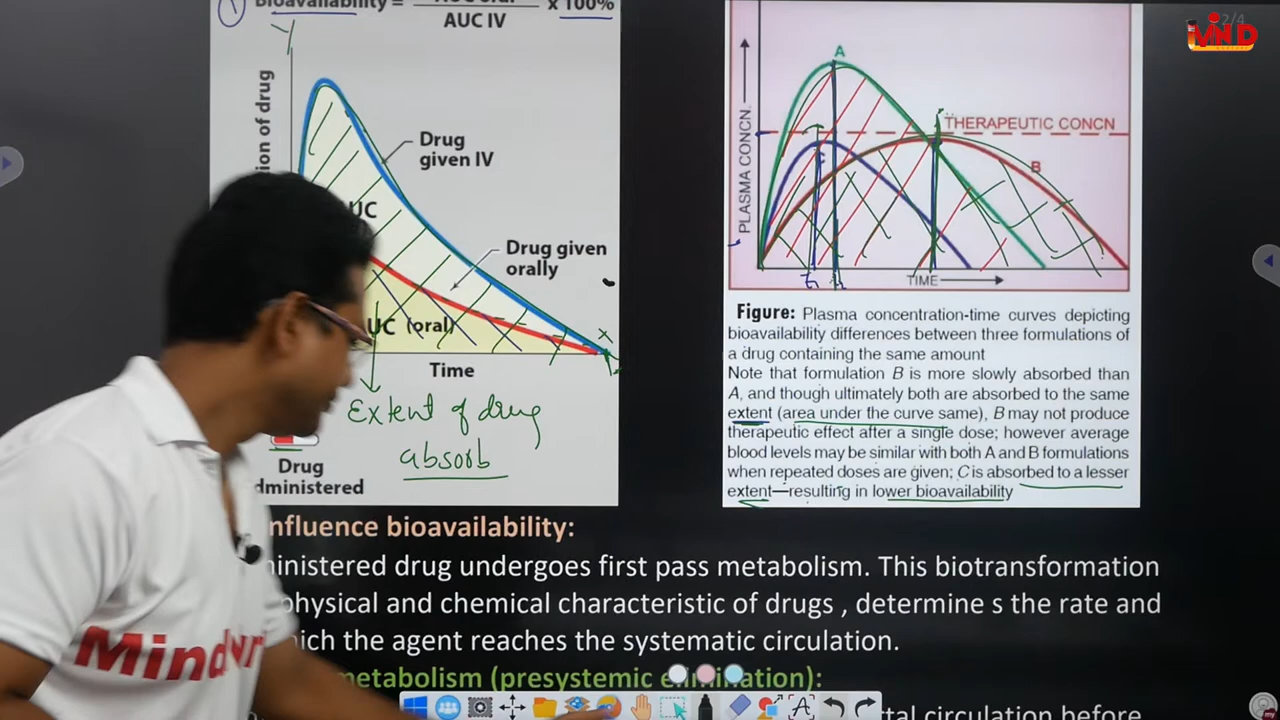 Bioavailability = x 100%
AUC IV
Drug
given IV
UC
Drug given
orally
UC (oral)
Time
Extent of drug
absorb
Drug
dministered
2/4
A
THERAPEUTIC CONCN
C
B
PLASMA CONCN.
TIME
Figure: Plasma concentration-time curves depicting
bioavailability differences between three formulations of
a drug containing the same amount
Note that formulation B is more slowly absorbed than
A, and though ultimately both are absorbed to the same
extent (area under the curve same), B may not produce
therapeutic effect after a single dose; however average
blood levels may be similar with both A and B formulations
when repeated doses are given; C is absorbed to a lesser
extent—resulting in lower bioavailability
nfluence bioavailability:
inistered drug undergoes first pass metabolism. This biotransformation
physical and chemical characteristic of drugs , determine s the rate and
ich the agent reaches the systematic circulation.
metabolism (presystemic elimination):
tal circulation before